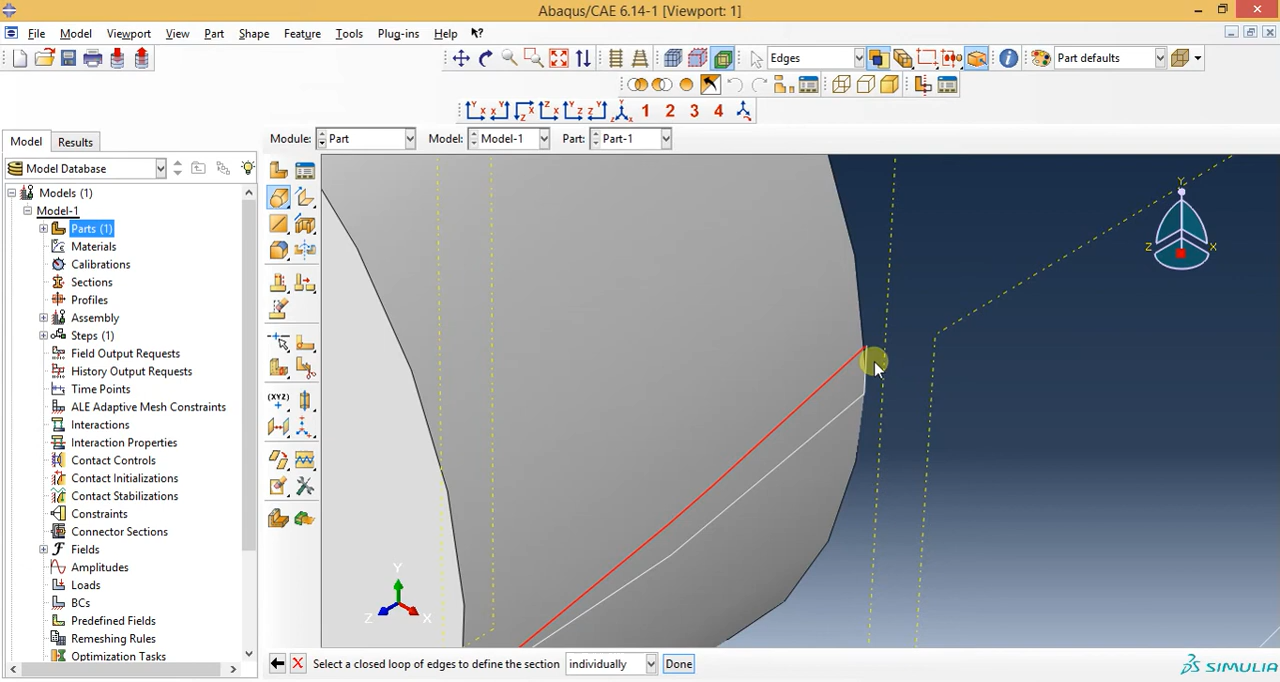 Abaqus/CAE 6.14-1 [Viewport: 1]
File Model Viewport View Part Shape Feature Tools Plug-ins Help
Edges Part defaults
1 2 3 4
Module: Part Model: Model-1 Part: Part-1
Model Results
Model Database
Models (1)
Model-1
Parts (1)
Materials
Calibrations
Sections
Profiles
Assembly
Steps (1)
Field Output Requests
History Output Requests
Time Points
ALE Adaptive Mesh Constraints
Interactions
Interaction Properties
Contact Controls
Contact Initializations
Contact Stabilizations
Constraints
Connector Sections
Fields
Amplitudes
Loads
BCs
Predefined Fields
Remeshing Rules
Optimization Tasks
(XYZ)
Y
Z X
Y
Z X
Select a closed loop of edges to define the section individually Done
SIMULIA